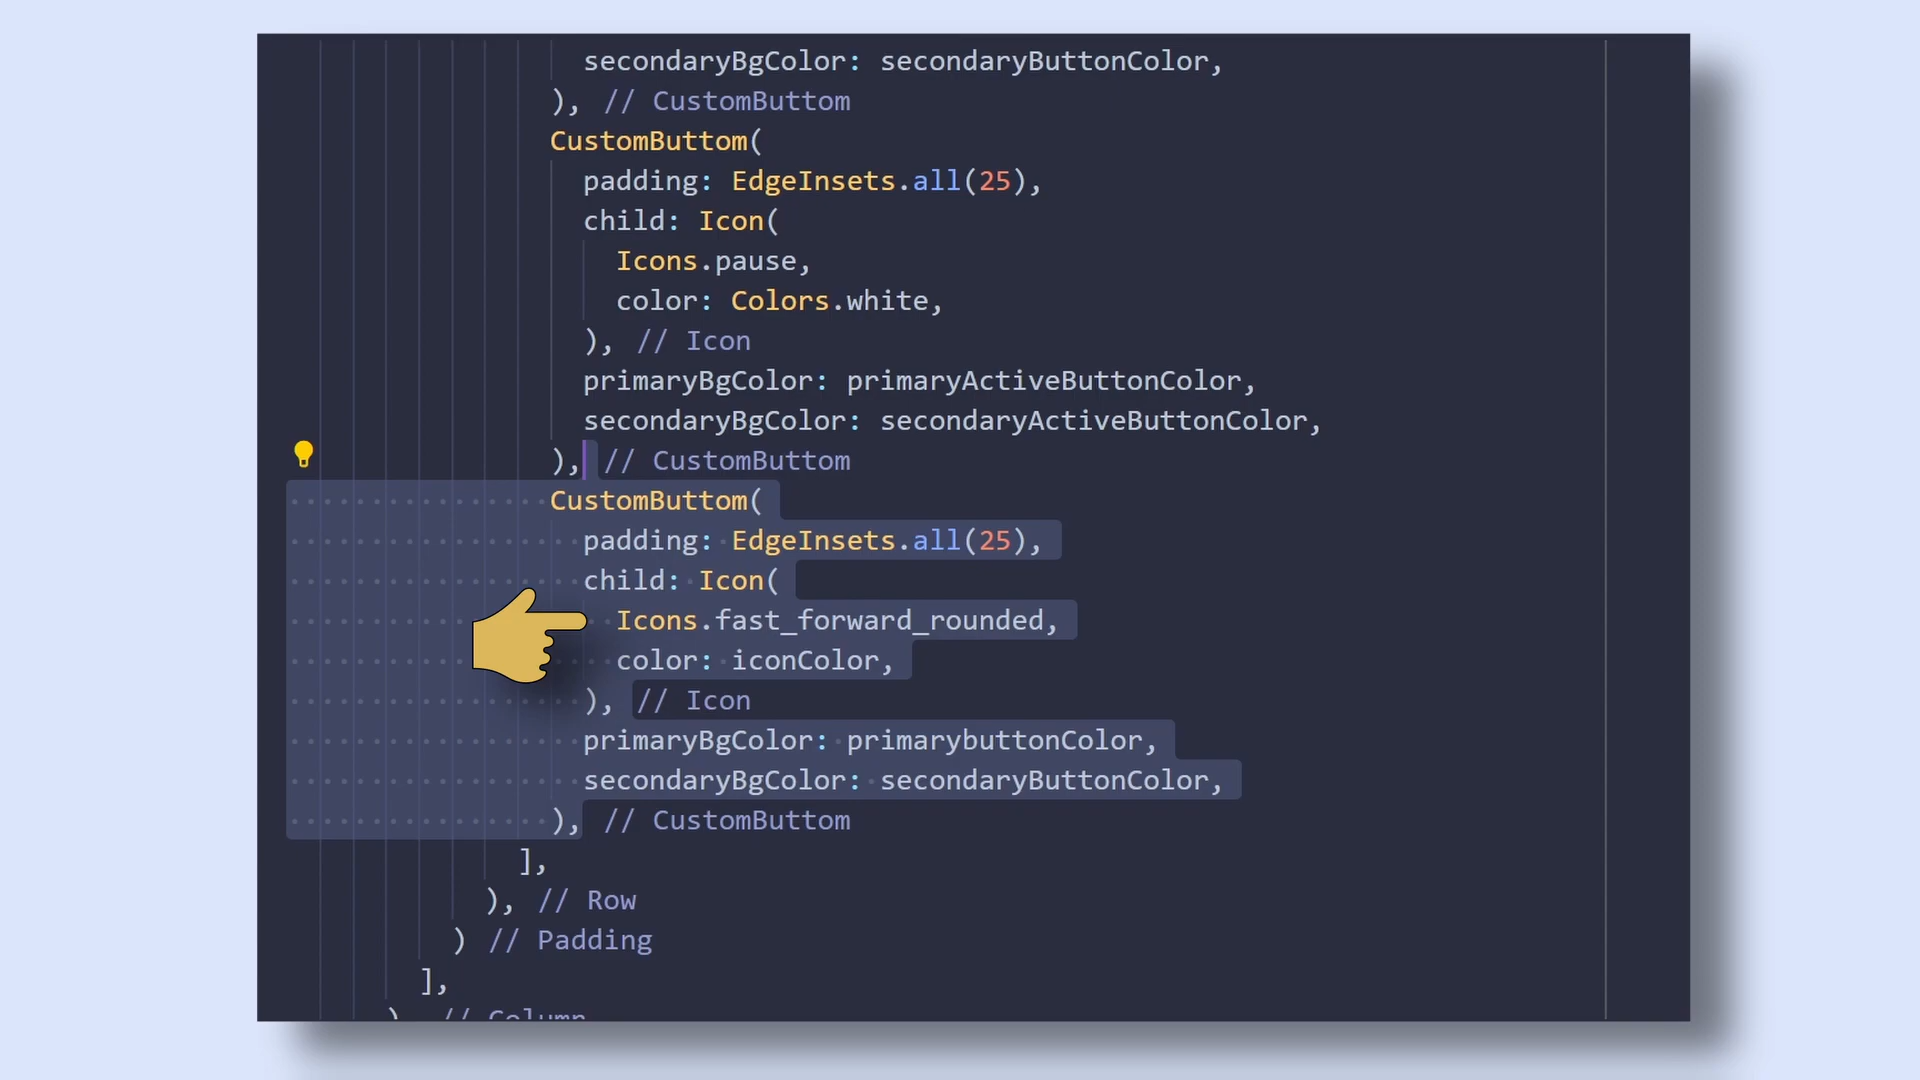 secondaryBgColor: secondaryButtonColor,
), // CustomButtom
CustomButtom(
padding: EdgeInsets.all(25),
child: Icon(
Icons.pause,
color: Colors.white,
), // Icon
primaryBgColor: primaryActiveButtonColor,
secondaryBgColor: secondaryActiveButtonColor,
), // CustomButtom
CustomButtom(
padding: EdgeInsets.all(25),
child: Icon(
Icons.fast_forward_rounded,
color: iconColor,
), // Icon
primaryBgColor: primarybuttonColor,
secondaryBgColor: secondaryButtonColor,
), // CustomButtom
],
), // Row
) // Padding
],
), // Column